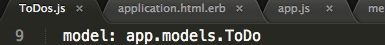 ToDos.js × application.html.erb × app.js × me
9 model: app.models.ToDo